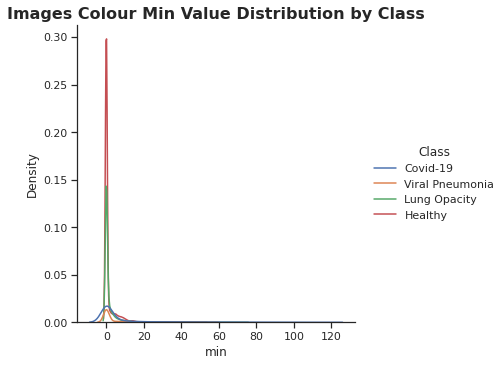 Images Colour Min Value Distribution by Class
0.30
0.25
0.20
0.15
0.10
0.05
0.00
Density
0
20
40
60
80
100
120
min
Class
Covid-19
Viral Pneumonia
Lung Opacity
Healthy